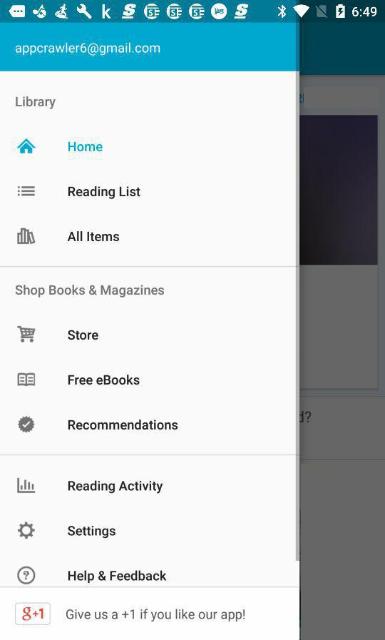 6:49
appcrawler6@gmail.com
Library
Home
Reading List
All Items
Shop Books & Magazines
Store
Free eBooks
Recommendations
d?
Reading Activity
Settings
Help & Feedback
g+1 Give us a +1 if you like our app!